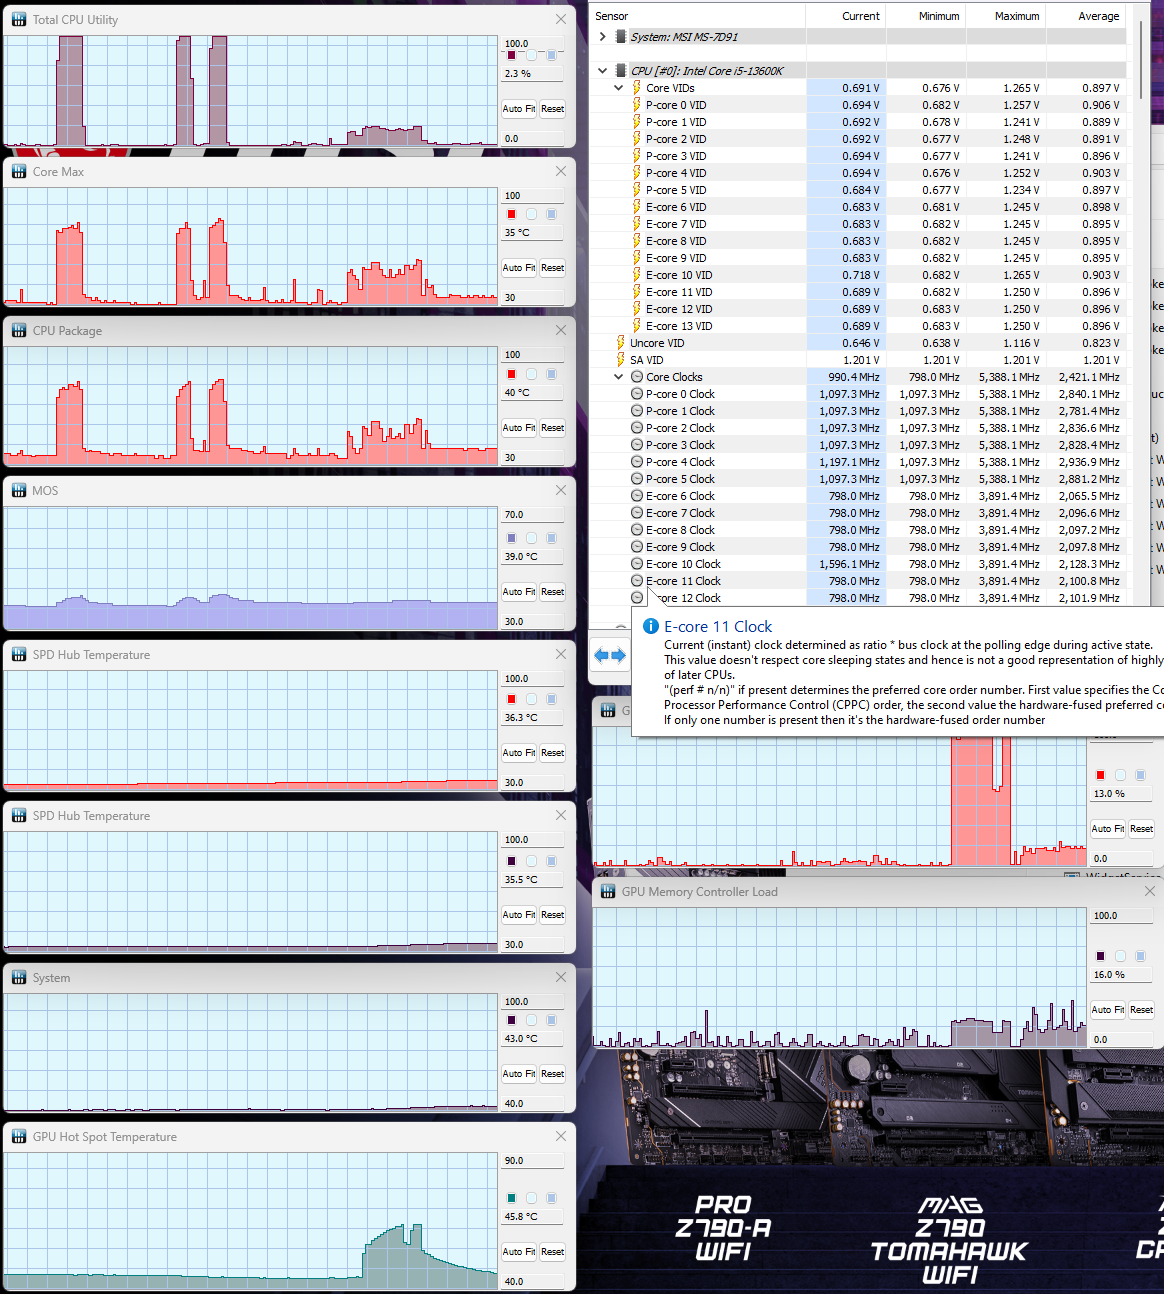 Total CPU Utility
100.0
2.3 %
Auto Fit Reset
0.0
Core Max
100
35 °C
Auto Fit Reset
30
CPU Package
100
40 °C
Auto Fit Reset
30
MOS
70.0
39.0 °C
Auto Fit Reset
30.0
SPD Hub Temperature
100.0
36.3 °C
Auto Fit Reset
30.0
SPD Hub Temperature
100.0
35.5 °C
Auto Fit Reset
30.0
System
100.0
43.0 °C
Auto Fit Reset
40.0
GPU Hot Spot Temperature
90.0
45.8 °C
Auto Fit Reset
40.0
Sensor Current Minimum Maximum Average
System: MSI MS-7D91
CPU [#0]: Intel Core i5-13600K
Core VIDs 0.691 V 0.676 V 1.265 V 0.897 V
P-core 0 VID 0.694 V 0.682 V 1.257 V 0.906 V
P-core 1 VID 0.692 V 0.678 V 1.241 V 0.889 V
P-core 2 VID 0.692 V 0.677 V 1.248 V 0.891 V
P-core 3 VID 0.694 V 0.677 V 1.241 V 0.896 V
P-core 4 VID 0.694 V 0.676 V 1.252 V 0.903 V
P-core 5 VID 0.684 V 0.677 V 1.234 V 0.897 V
E-core 6 VID 0.683 V 0.681 V 1.245 V 0.898 V
E-core 7 VID 0.683 V 0.682 V 1.245 V 0.895 V
E-core 8 VID 0.683 V 0.682 V 1.245 V 0.895 V
E-core 9 VID 0.683 V 0.682 V 1.245 V 0.895 V
E-core 10 VID 0.718 V 0.682 V 1.265 V 0.903 V
E-core 11 VID 0.689 V 0.682 V 1.250 V 0.896 V
E-core 12 VID 0.689 V 0.683 V 1.250 V 0.896 V
E-core 13 VID 0.689 V 0.683 V 1.250 V 0.896 V
Uncore VID 0.646 V 0.638 V 1.116 V 0.823 V
SA VID 1.201 V 1.201 V 1.201 V 1.201 V
Core Clocks 990.4 MHz 798.0 MHz 5,388.1 MHz 2,421.1 MHz
P-core 0 Clock 1,097.3 MHz 1,097.3 MHz 5,388.1 MHz 2,840.1 MHz
P-core 1 Clock 1,097.3 MHz 1,097.3 MHz 5,388.1 MHz 2,781.4 MHz
P-core 2 Clock 1,097.3 MHz 1,097.3 MHz 5,388.1 MHz 2,836.6 MHz
P-core 3 Clock 1,097.3 MHz 1,097.3 MHz 5,388.1 MHz 2,828.4 MHz
P-core 4 Clock 1,197.1 MHz 1,097.3 MHz 5,388.1 MHz 2,936.9 MHz
P-core 5 Clock 1,097.3 MHz 1,097.3 MHz 5,388.1 MHz 2,881.2 MHz
E-core 6 Clock 798.0 MHz 798.0 MHz 3,891.4 MHz 2,065.5 MHz
E-core 7 Clock 798.0 MHz 798.0 MHz 3,891.4 MHz 2,096.6 MHz
E-core 8 Clock 798.0 MHz 798.0 MHz 3,891.4 MHz 2,097.2 MHz
E-core 9 Clock 798.0 MHz 798.0 MHz 3,891.4 MHz 2,097.8 MHz
E-core 10 Clock 1,596.1 MHz 798.0 MHz 3,891.4 MHz 2,128.3 MHz
E-core 11 Clock 798.0 MHz 798.0 MHz 3,891.4 MHz 2,100.8 MHz
core 12 Clock 798.0 MHz 798.0 MHz 3,891.4 MHz 2,101.9 MHz
E-core 11 Clock
Current (instant) clock determined as ratio * bus clock at the polling edge during active state.
This value doesn't respect core sleeping states and hence is not a good representation of highly
of later CPUs.
"(perf # n/n)" if present determines the preferred core order number. First value specifies the Co
Processor Performance Control (CPPC) order, the second value the hardware-fused preferred co
If only one number is present then it's the hardware-fused order number
13.0 %
Auto Fit Reset
0.0
GPU Memory Controller Load
100.0
16.0 %
Auto Fit Reset
0.0
PRO
Z790-A
WIFI
MAG
Z790
TOMAHAWK
WIFI